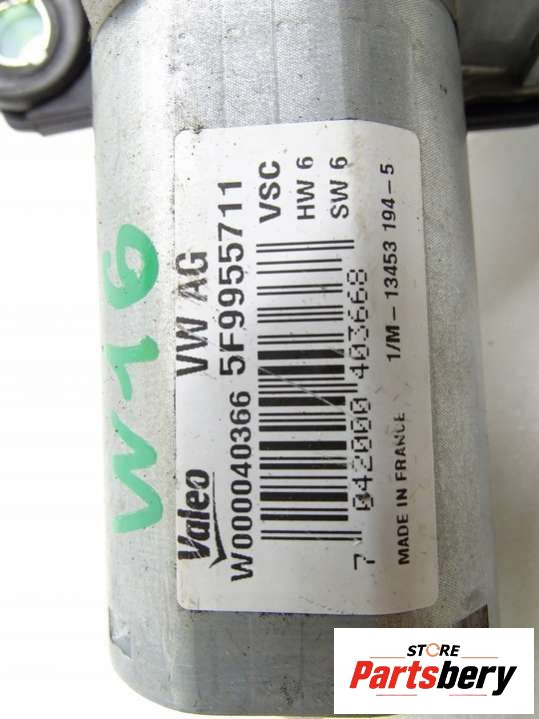 W16
VW AG
Valeo
5F9955711
W000040366
VSC
HW 6
SW 6
7 042000 403668
1/M - 13453 194 - 5
MADE IN FRANCE
STORE
Partsbery